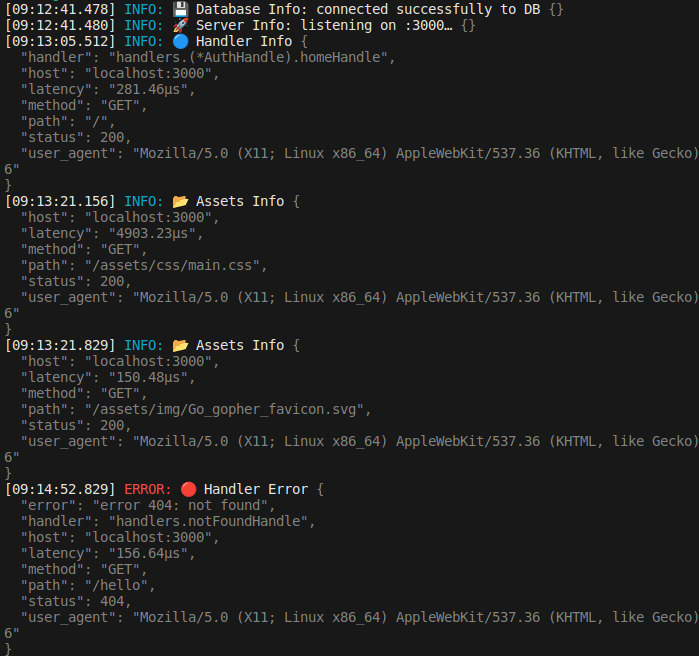 [09:12:41.478] INFO: 💾 Database Info: connected successfully to DB {}
[09:12:41.480] INFO: 🚀 Server Info: listening on :3000… {}
[09:13:05.512] INFO: 🔵 Handler Info {
  "handler": "handlers.(*AuthHandle).homeHandle",
  "host": "localhost:3000",
  "latency": "281.46µs",
  "method": "GET",
  "path": "/",
  "status": 200,
  "user_agent": "Mozilla/5.0 (X11; Linux x86_64) AppleWebKit/537.36 (KHTML, like Gecko)
6"
}
[09:13:21.156] INFO: 📂 Assets Info {
  "host": "localhost:3000",
  "latency": "4903.23µs",
  "method": "GET",
  "path": "/assets/css/main.css",
  "status": 200,
  "user_agent": "Mozilla/5.0 (X11; Linux x86_64) AppleWebKit/537.36 (KHTML, like Gecko)
6"
}
[09:13:21.829] INFO: 📂 Assets Info {
  "host": "localhost:3000",
  "latency": "150.48µs",
  "method": "GET",
  "path": "/assets/img/Go_gopher_favicon.svg",
  "status": 200,
  "user_agent": "Mozilla/5.0 (X11; Linux x86_64) AppleWebKit/537.36 (KHTML, like Gecko)
6"
}
[09:14:52.829] ERROR: 🔴 Handler Error {
  "error": "error 404: not found",
  "handler": "handlers.notFoundHandle",
  "host": "localhost:3000",
  "latency": "156.64µs",
  "method": "GET",
  "path": "/hello",
  "status": 404,
  "user_agent": "Mozilla/5.0 (X11; Linux x86_64) AppleWebKit/537.36 (KHTML, like Gecko)
6"
}